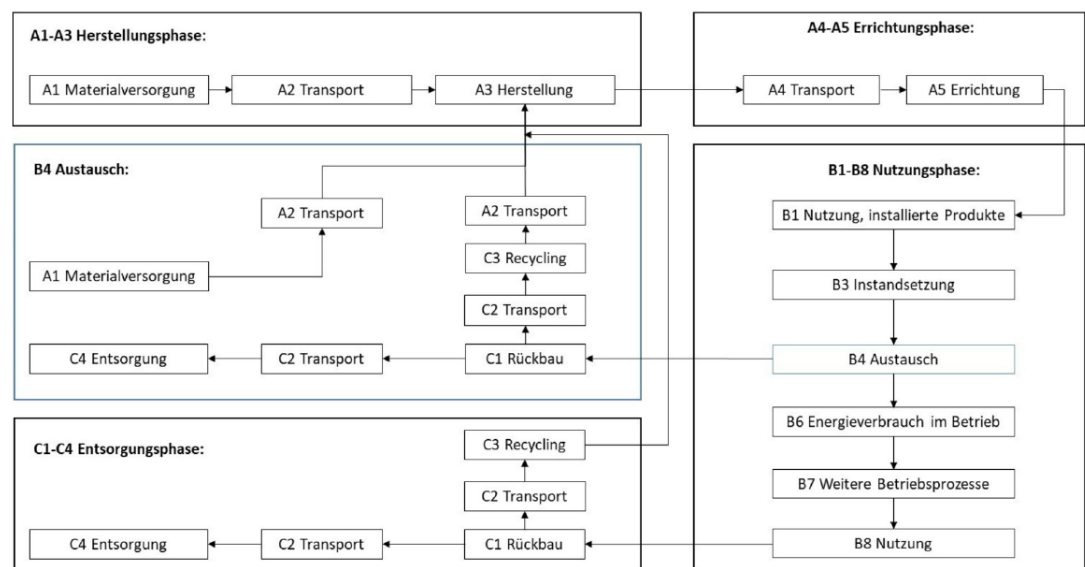 A1-A3 Herstellungsphase:
A1 Materialversorgung
A2 Transport
A3 Herstellung
A4-A5 Errichtungsphase:
A4 Transport
A5 Errichtung
B4 Austausch:
A2 Transport
A2 Transport
C3 Recycling
A1 Materialversorgung
C2 Transport
C4 Entsorgung
C2 Transport
C1 Rückbau
B1-B8 Nutzungsphase:
B1 Nutzung, installierte Produkte
B3 Instandsetzung
B4 Austausch
B6 Energieverbrauch im Betrieb
B7 Weitere Betriebsprozesse
B8 Nutzung
C1-C4 Entsorgungsphase:
C3 Recycling
C2 Transport
C4 Entsorgung
C2 Transport
C1 Rückbau